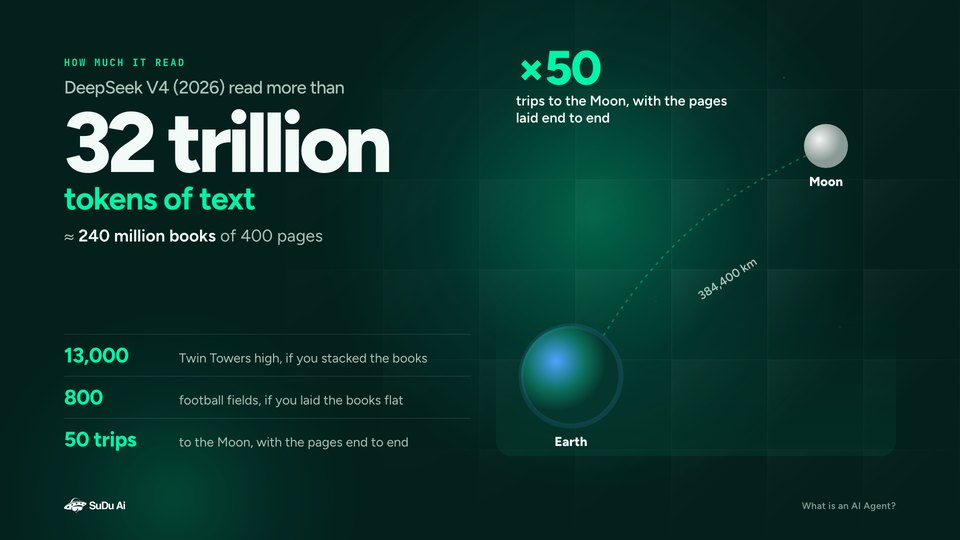 HOW MUCH IT READ
DeepSeek V4 (2026) read more than
32 trillion
tokens of text
≈ 240 million books of 400 pages
13,000 Twin Towers high, if you stacked the books
800 football fields, if you laid the books flat
50 trips to the Moon, with the pages end to end
×50
trips to the Moon, with the pages
laid end to end
Moon
384,400 km
Earth
SuDu Ai
What is an AI Agent?